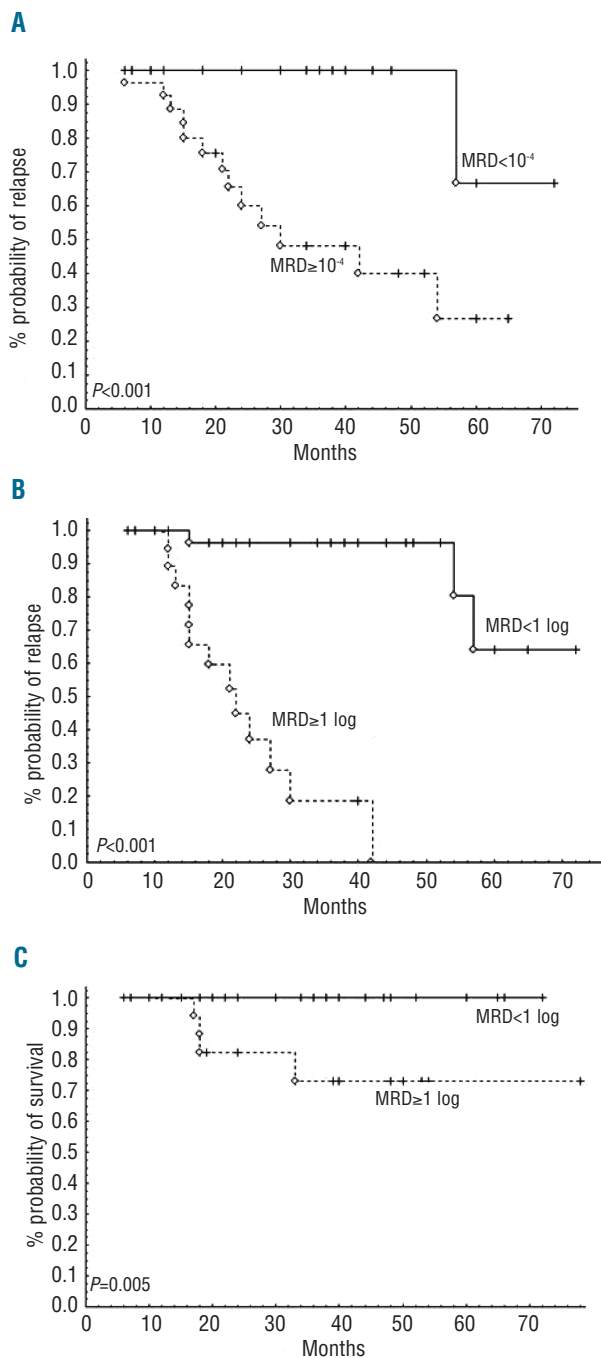 A
% probability of relapse
1.0
0.9
0.8
0.7
0.6
0.5
0.4
0.3
0.2
0.1
0.0
MRD<10⁻⁴
MRD≥10⁻⁴
P<0.001
0 10 20 30 40 50 60 70
Months
B
% probability of relapse
1.0
0.9
0.8
0.7
0.6
0.5
0.4
0.3
0.2
0.1
0.0
MRD<1 log
MRD≥1 log
P<0.001
0 10 20 30 40 50 60 70
Months
C
% probability of survival
1.0
0.9
0.8
0.7
0.6
0.5
0.4
0.3
0.2
0.1
0.0
MRD<1 log
MRD≥1 log
P=0.005
0 10 20 30 40 50 60 70
Months